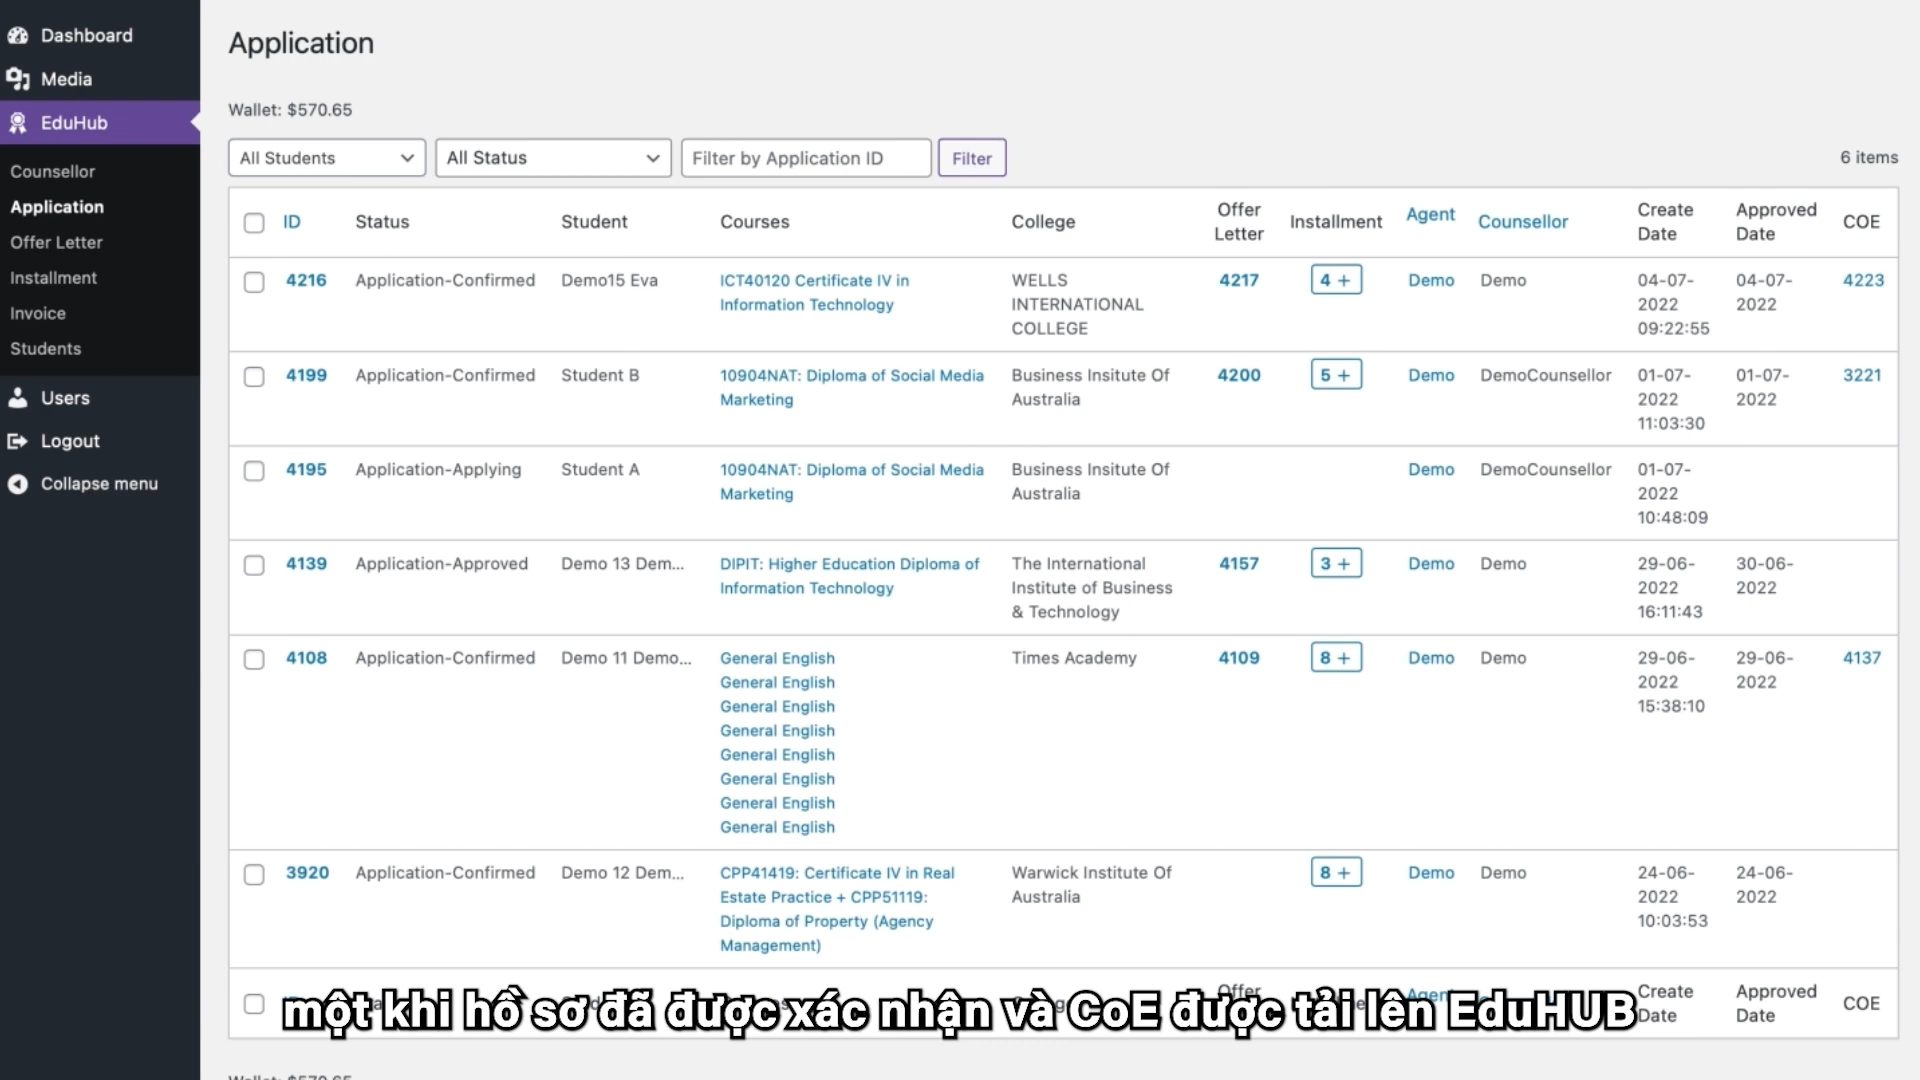 Dashboard
Media
EduHub
Counsellor
Application
Offer Letter
Installment
Invoice
Students
Users
Logout
Collapse menu
Application
Wallet: $570.65
All Students
All Status
Filter by Application ID
Filter
6 items
ID Status Student Courses College Offer Letter Installment Agent Counsellor Create Date Approved Date COE
4216 Application-Confirmed Demo15 Eva ICT40120 Certificate IV in WELLS 4217 4 + Demo Demo 04-07- 04-07- 4223
Information Technology INTERNATIONAL 2022 2022
COLLEGE 09:22:55
4199 Application-Confirmed Student B 10904NAT: Diploma of Social Media Business Insitute Of 4200 5 + Demo DemoCounsellor 01-07- 01-07- 3221
Marketing Australia 2022 2022
11:03:30
4195 Application-Applying Student A 10904NAT: Diploma of Social Media Business Insitute Of Demo DemoCounsellor 01-07-
Marketing Australia 2022
10:48:09
4139 Application-Approved Demo 13 Dem... DIPIT: Higher Education Diploma of The International 4157 3 + Demo Demo 29-06- 30-06-
Information Technology Institute of Business 2022 2022
& Technology 16:11:43
4108 Application-Confirmed Demo 11 Demo... General English Times Academy 4109 8 + Demo Demo 29-06- 29-06- 4137
General English 2022 2022
General English 15:38:10
General English
General English
General English
General English
General English
3920 Application-Confirmed Demo 12 Dem... CPP41419: Certificate IV in Real Warwick Institute Of 8 + Demo Demo 24-06- 24-06-
Estate Practice + CPP51119: Australia 2022 2022
Diploma of Property (Agency 10:03:53
Management)
Offer Agent Create Date Approved Date COE
một khi hồ sơ đã được xác nhận và CoE được tải lên EduHUB
Wallet: $570.65